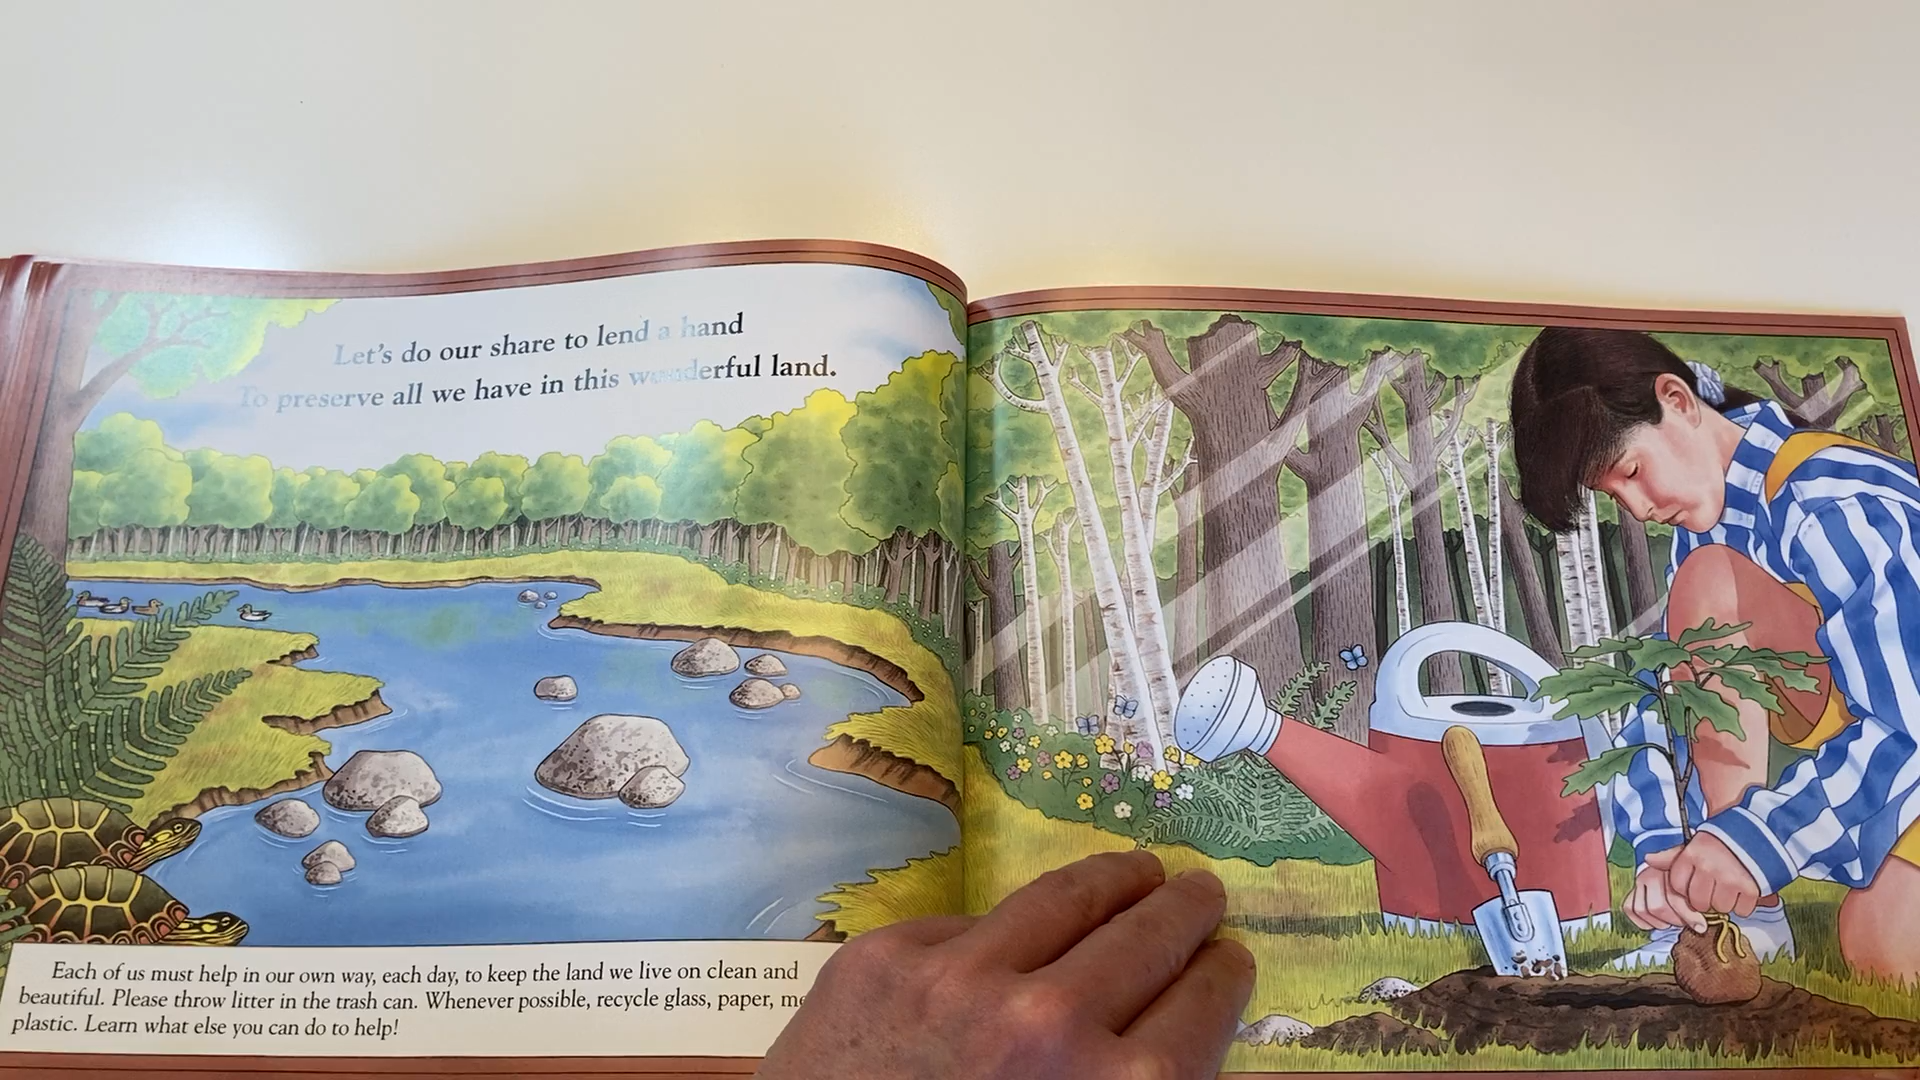 Let's do our share to lend a hand
To preserve all we have in this wonderful land.
Each of us must help in our own way, each day, to keep the land we live on clean and
beautiful. Please throw litter in the trash can. Whenever possible, recycle glass, paper,
plastic. Learn what else you can do to help!